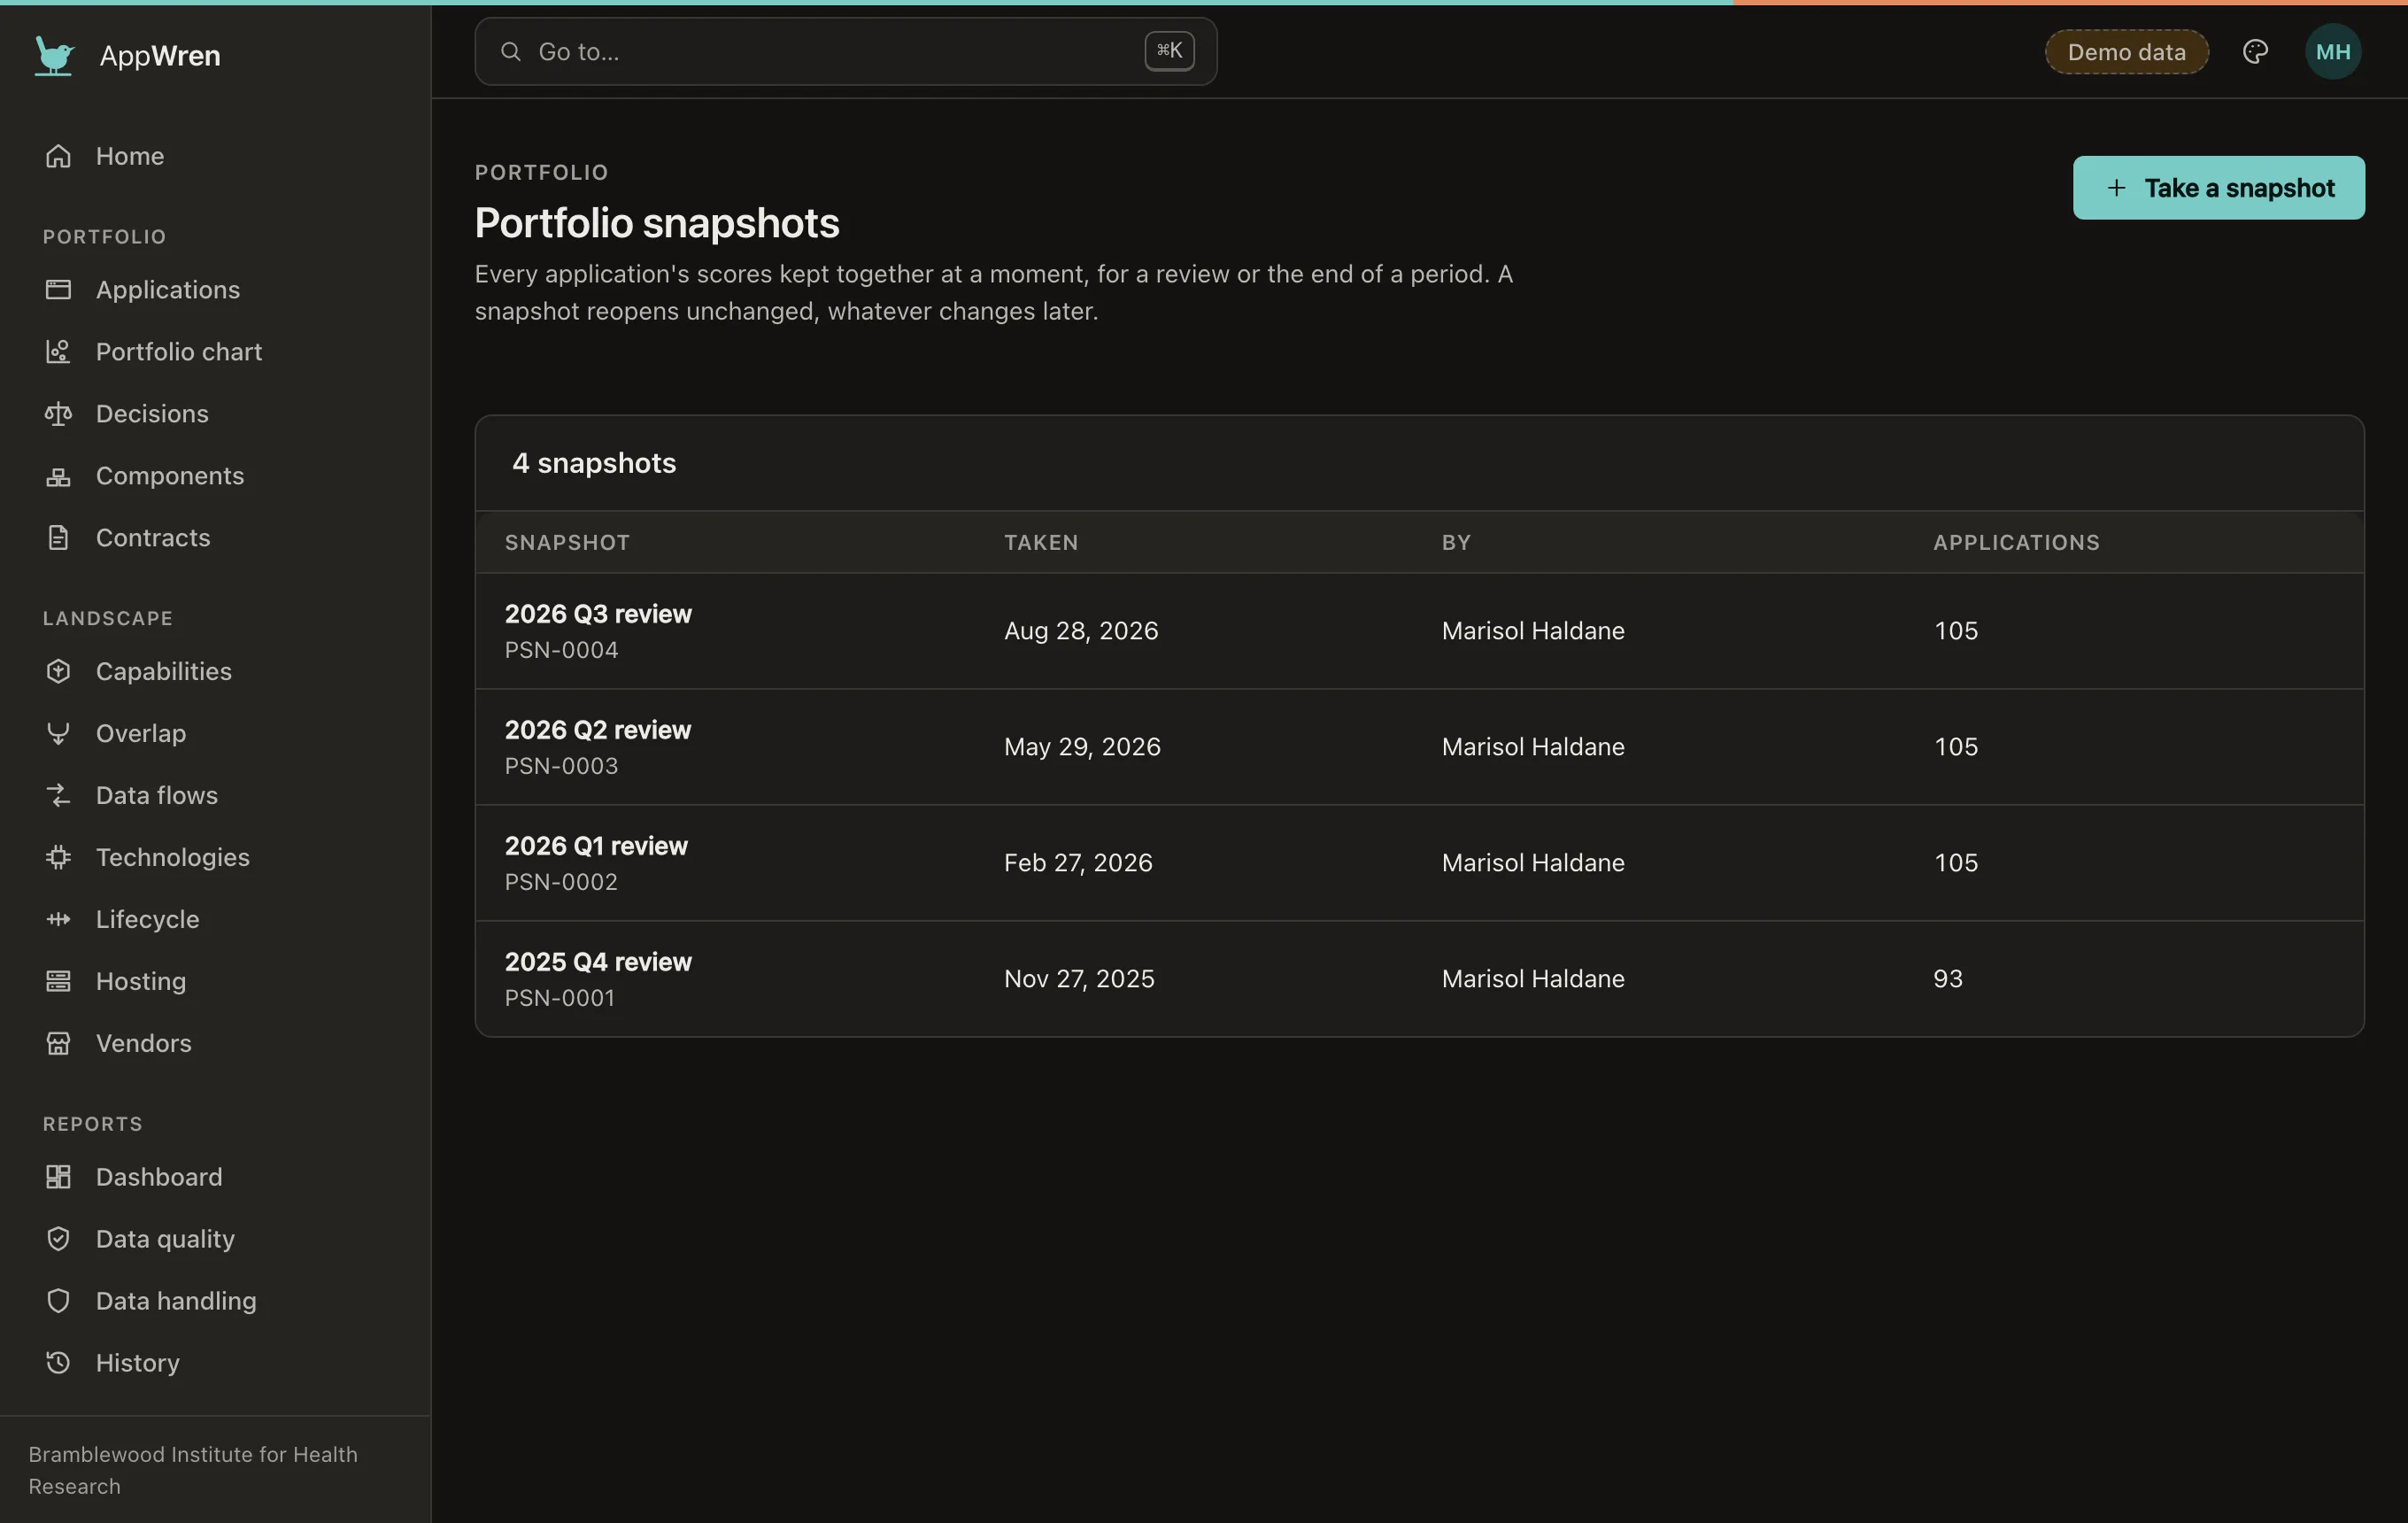 AppWren
Go to...
⌘K
Demo data
MH
Home
PORTFOLIO
Applications
Portfolio chart
Decisions
Components
Contracts
LANDSCAPE
Capabilities
Overlap
Data flows
Technologies
Lifecycle
Hosting
Vendors
REPORTS
Dashboard
Data quality
Data handling
History
Bramblewood Institute for Health
Research
PORTFOLIO
Portfolio snapshots
Every application's scores kept together at a moment, for a review or the end of a period. A
snapshot reopens unchanged, whatever changes later.
+ Take a snapshot
4 snapshots
SNAPSHOT TAKEN BY APPLICATIONS
2026 Q3 review
PSN-0004
Aug 28, 2026
Marisol Haldane
105
2026 Q2 review
PSN-0003
May 29, 2026
Marisol Haldane
105
2026 Q1 review
PSN-0002
Feb 27, 2026
Marisol Haldane
105
2025 Q4 review
PSN-0001
Nov 27, 2025
Marisol Haldane
93